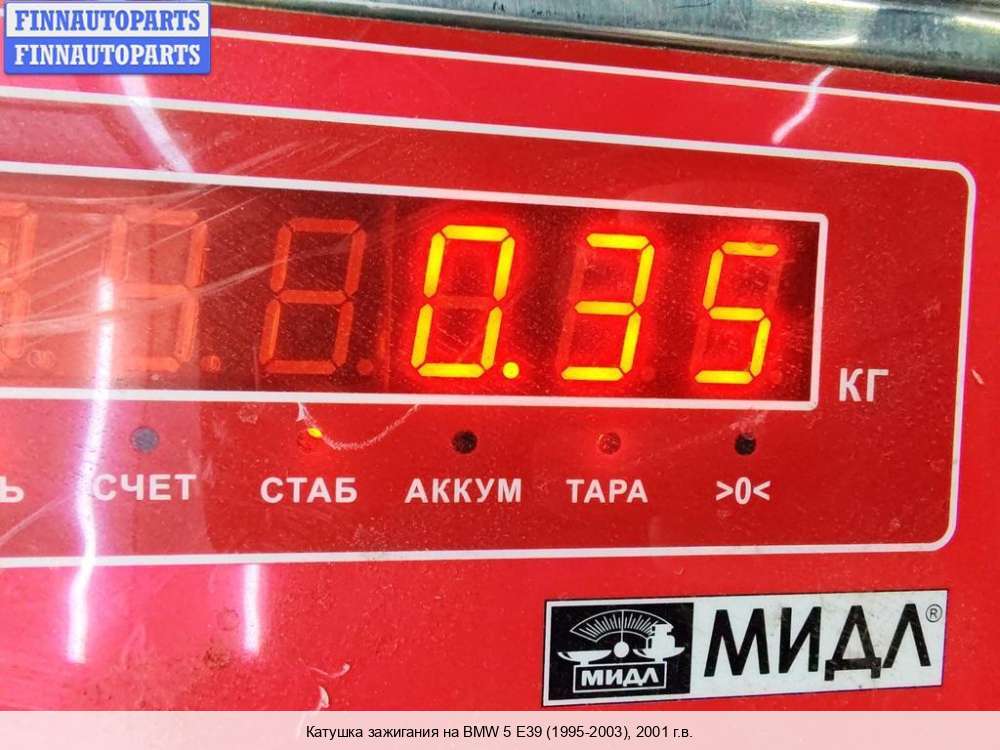 FINNAUTOPARTS
FINNAUTOPARTS
0.35
КГ
СЧЕТ СТАБ АККУМ ТАРА >0<
МИДЛ МИДЛ®
Катушка зажигания на BMW 5 E39 (1995-2003), 2001 г.в.